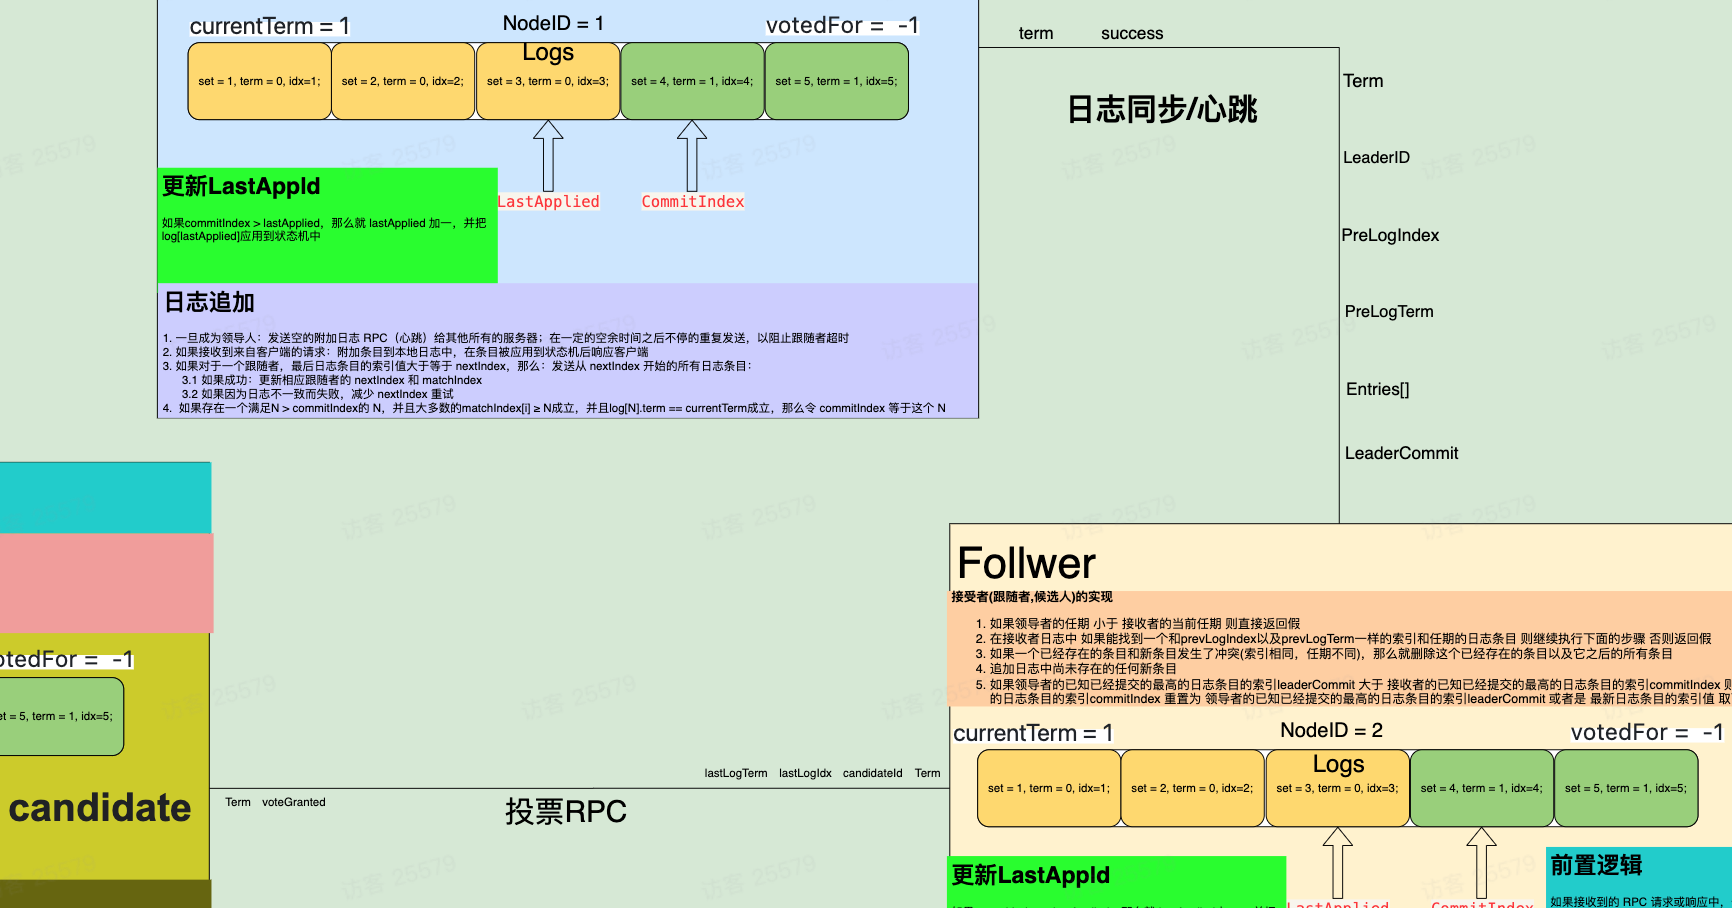 currentTerm = 1
NodeID = 1
votedFor = -1
Logs
set = 1, term = 0, idx=1;
set = 2, term = 0, idx=2;
set = 3, term = 0, idx=3;
set = 4, term = 1, idx=4;
set = 5, term = 1, idx=5;
LastApplied
CommitIndex
更新LastAppId
如果commitIndex > lastApplied，那么就 lastApplied 加一，并把
log[lastApplied]应用到状态机中
日志追加
1. 一旦成为领导人：发送空的附加日志 RPC（心跳）给其他所有的服务器；在一定的空余时间之后不停的重复发送，以阻止跟随者超时
2. 如果接收到来自客户端的请求：附加条目到本地日志中，在条目被应用到状态机后响应客户端
3. 如果对于一个跟随者，最后日志条目的索引值大于等于 nextIndex，那么：发送从 nextIndex 开始的所有日志条目：
3.1 如果成功：更新相应跟随者的 nextIndex 和 matchIndex
3.2 如果因为日志不一致而失败，减少 nextIndex 重试
4. 如果存在一个满足N > commitIndex的 N，并且大多数的matchIndex[i] ≥ N成立，并且log[N].term == currentTerm成立，那么令 commitIndex 等于这个 N
term
success
日志同步/心跳
Term
LeaderID
PreLogIndex
PreLogTerm
Entries[]
LeaderCommit
otedFor = -1
et = 5, term = 1, idx=5;
candidate
Term
voteGranted
投票RPC
lastLogTerm
lastLogIdx
candidateId
Term
Follwer
接受者(跟随者,候选人)的实现
1. 如果领导者的任期 小于 接收者的当前任期 则直接返回假
2. 在接收者日志中 如果能找到一个和prevLogIndex以及prevLogTerm一样的索引和任期的日志条目 则继续执行下面的步骤 否则返回假
3. 如果一个已经存在的条目和新条目发生了冲突(索引相同，任期不同)，那么就删除这个已经存在的条目以及它之后的所有条目
4. 追加日志中尚未存在的任何新条目
5. 如果领导者的已知已经提交的最高的日志条目的索引leaderCommit 大于 接收者的已知已经提交的最高的日志条目的索引commitIndex 则
的日志条目的索引commitIndex 重置为 领导者的已知已经提交的最高的日志条目的索引leaderCommit 或者是 最新日志条目的索引值 取
currentTerm = 1
NodeID = 2
votedFor = -1
Logs
set = 1, term = 0, idx=1;
set = 2, term = 0, idx=2;
set = 3, term = 0, idx=3;
set = 4, term = 1, idx=4;
set = 5, term = 1, idx=5;
更新LastAppId
LastApplied
CommitIndex
前置逻辑
如果接收到的 RPC 请求或响应中，
访客 25579